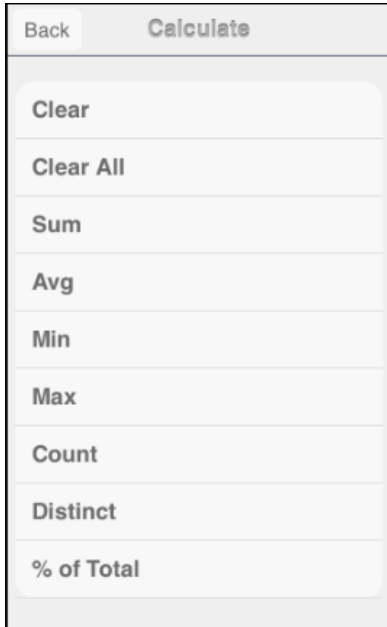 Back Calculate
Clear
Clear All
Sum
Avg
Min
Max
Count
Distinct
% of Total